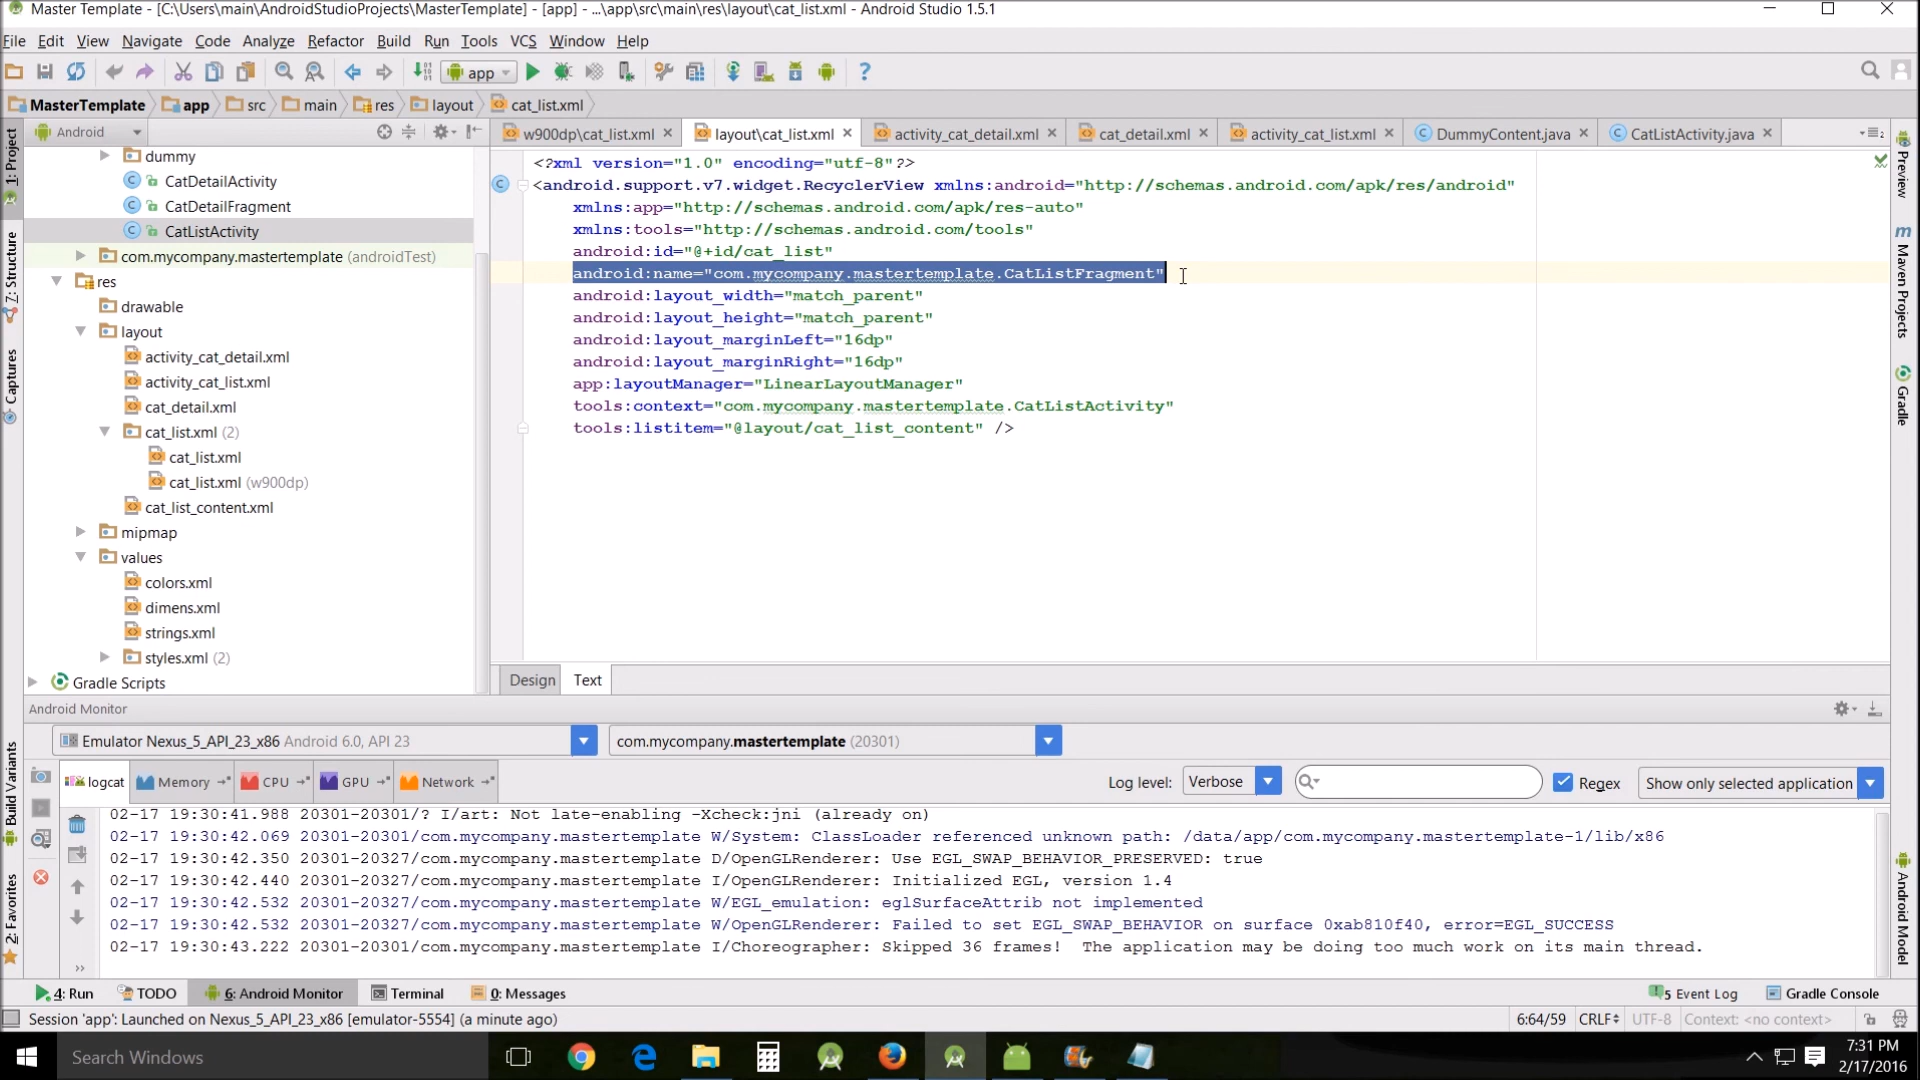 Master Template - [C:\Users\main\AndroidStudioProjects\MasterTemplate] - [app] - ...\app\src\main\res\layout\cat_list.xml - Android Studio 1.5.1
File Edit View Navigate Code Analyze Refactor Build Run Tools VCS Window Help
app
MasterTemplate app src main res layout cat_list.xml
Android
w900dp\cat_list.xml layout\cat_list.xml activity_cat_detail.xml cat_detail.xml activity_cat_list.xml DummyContent.java CatListActivity.java
1: Project
7: Structure
Captures
Build Variants
2: Favorites
dummy
CatDetailActivity
CatDetailFragment
CatListActivity
com.mycompany.mastertemplate (androidTest)
res
drawable
layout
activity_cat_detail.xml
activity_cat_list.xml
cat_detail.xml
cat_list.xml (2)
cat_list.xml
cat_list.xml (w900dp)
cat_list_content.xml
mipmap
values
colors.xml
dimens.xml
strings.xml
styles.xml (2)
Gradle Scripts
<?xml version="1.0" encoding="utf-8"?>
<android.support.v7.widget.RecyclerView xmlns:android="http://schemas.android.com/apk/res/android"
xmlns:app="http://schemas.android.com/apk/res-auto"
xmlns:tools="http://schemas.android.com/tools"
android:id="@+id/cat_list"
android:name="com.mycompany.mastertemplate.CatListFragment"
android:layout_width="match_parent"
android:layout_height="match_parent"
android:layout_marginLeft="16dp"
android:layout_marginRight="16dp"
app:layoutManager="LinearLayoutManager"
tools:context="com.mycompany.mastertemplate.CatListActivity"
tools:listitem="@layout/cat_list_content" />
Design Text
Preview
Maven Projects
Gradle
Android Model
Android Monitor
Emulator Nexus_5_API_23_x86 Android 6.0, API 23 com.mycompany.mastertemplate (20301)
logcat Memory CPU GPU Network Log level: Verbose Regex Show only selected application
02-17 19:30:41.988 20301-20301/? I/art: Not late-enabling -Xcheck:jni (already on)
02-17 19:30:42.069 20301-20301/com.mycompany.mastertemplate W/System: ClassLoader referenced unknown path: /data/app/com.mycompany.mastertemplate-1/lib/x86
02-17 19:30:42.350 20301-20327/com.mycompany.mastertemplate D/OpenGLRenderer: Use EGL_SWAP_BEHAVIOR_PRESERVED: true
02-17 19:30:42.440 20301-20327/com.mycompany.mastertemplate I/OpenGLRenderer: Initialized EGL, version 1.4
02-17 19:30:42.532 20301-20327/com.mycompany.mastertemplate W/EGL_emulation: eglSurfaceAttrib not implemented
02-17 19:30:42.532 20301-20327/com.mycompany.mastertemplate W/OpenGLRenderer: Failed to set EGL_SWAP_BEHAVIOR on surface 0xab810f40, error=EGL_SUCCESS
02-17 19:30:43.222 20301-20301/com.mycompany.mastertemplate I/Choreographer: Skipped 36 frames!  The application may be doing too much work on its main thread.
4: Run TODO 6: Android Monitor Terminal 0: Messages 5 Event Log Gradle Console
Session 'app': Launched on Nexus_5_API_23_x86 [emulator-5554] (a minute ago) 6:64/59 CRLF UTF-8 Context: <no context>
Search Windows
7:31 PM
2/17/2016